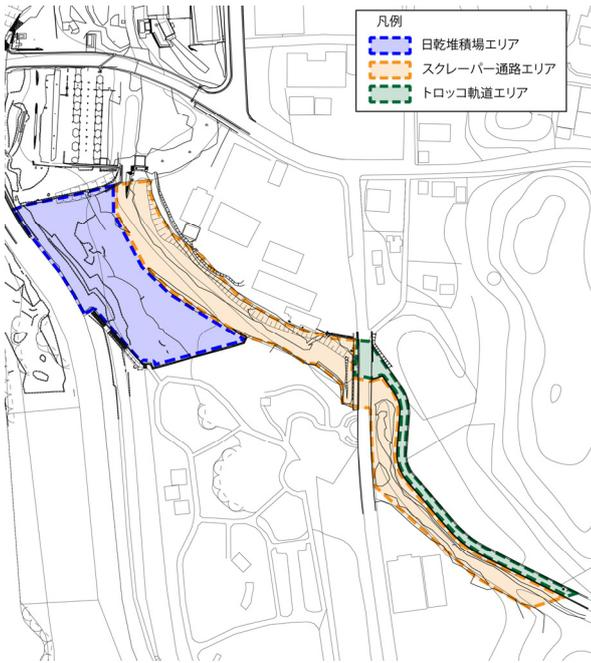 凡例
日乾堆積場エリア
スクレーパー通路エリア
トロッコ軌道エリア